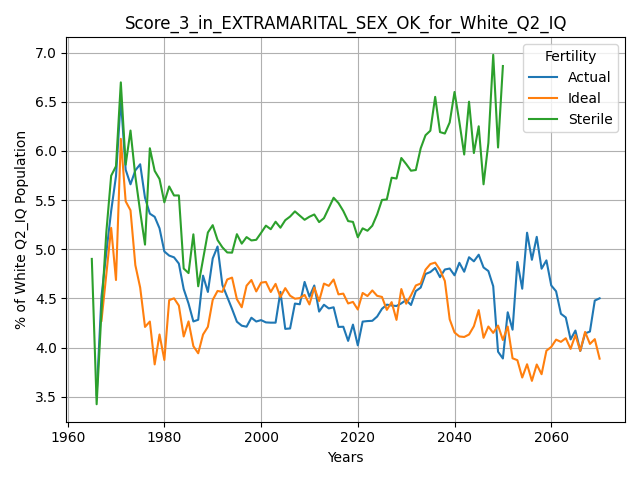 Score_3_in_EXTRAMARITAL_SEX_OK_for_White_Q2_IQ
% of White Q2_IQ Population
7.0
6.5
6.0
5.5
5.0
4.5
4.0
3.5
Fertility
Actual
Ideal
Sterile
1960 1980 2000 2020 2040 2060
Years